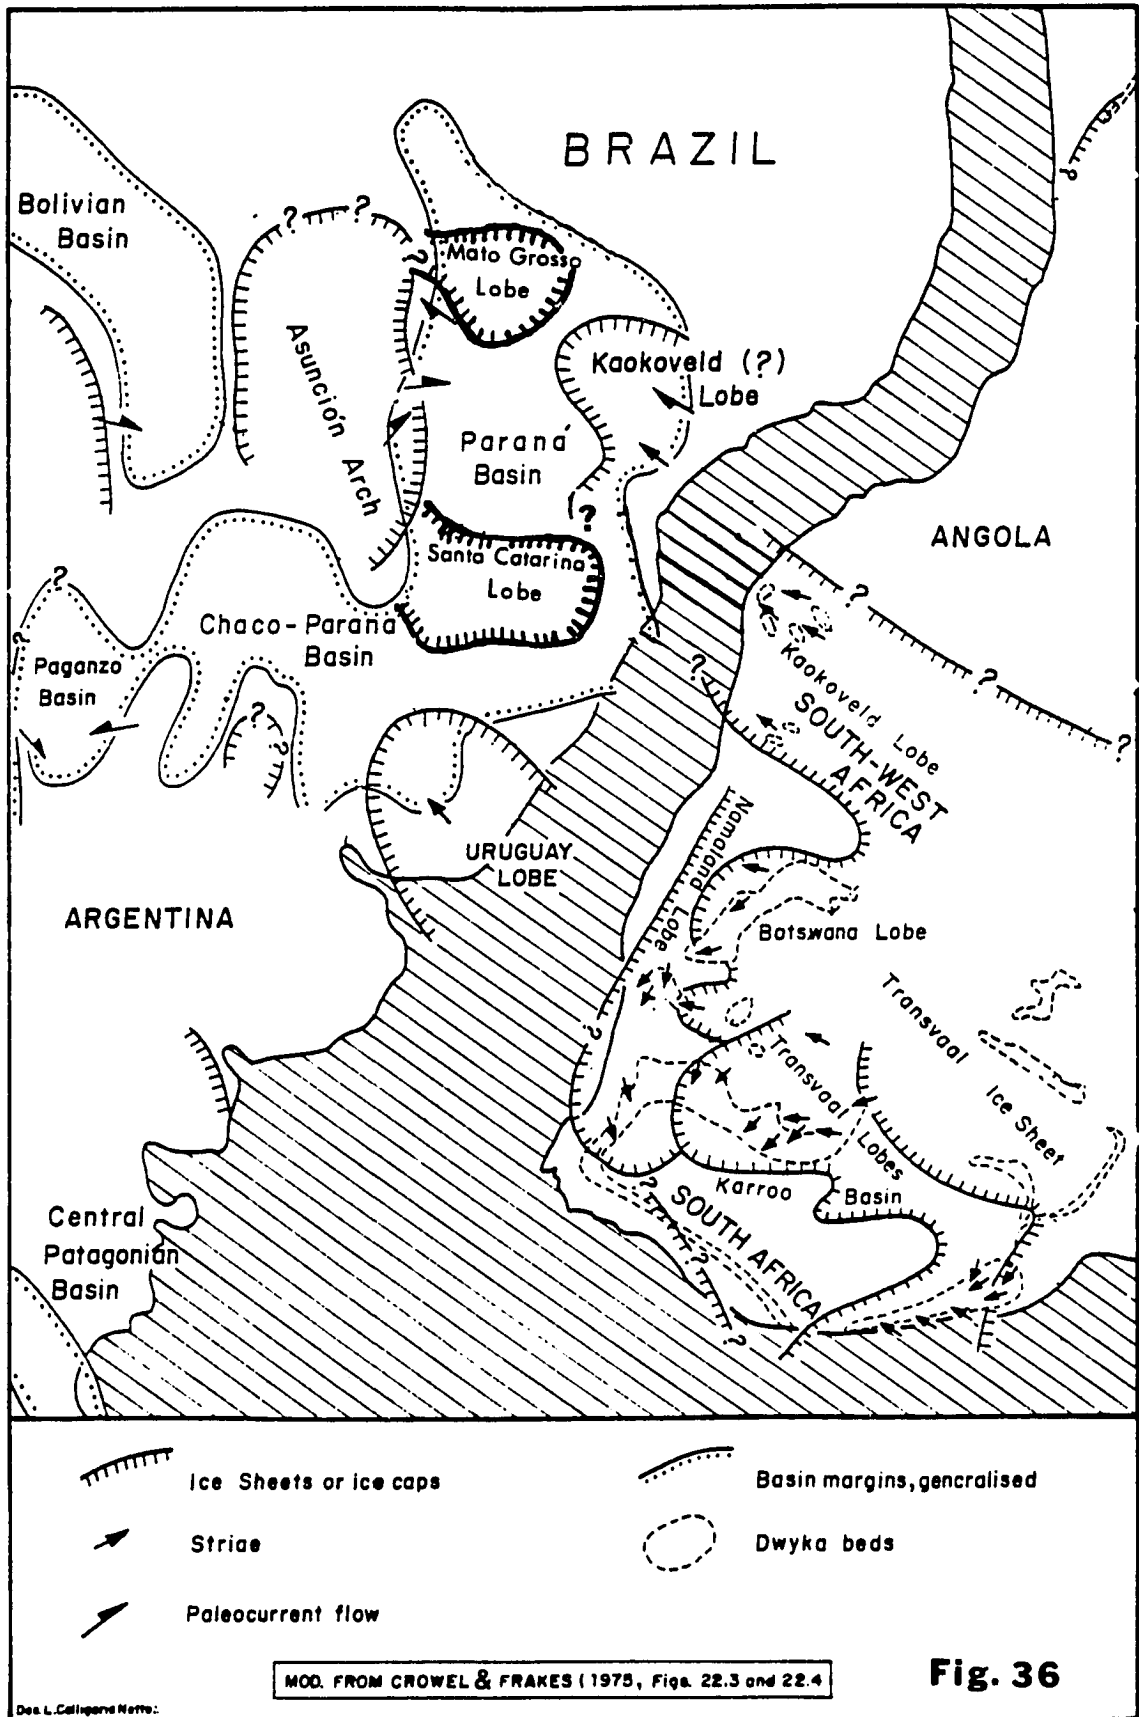 BRAZIL
Bolivian
Basin
?
?
?
Mato Grosso
Lobe
Asunción Arch
Kaokoveld (?)
Lobe
Paraná
Basin
?
ANGOLA
Santa Catarina
Lobe
?
?
?
Chaco-Parana
Basin
Paganzo
Basin
?
?
?
?
?
Kaokoveld Lobe
SOUTH-WEST
AFRICA
Namaland Lobe
URUGUAY
LOBE
ARGENTINA
Botswana Lobe
Transvaal Ice Sheet
?
Transvaal Lobes
Karroo Basin
?
SOUTH AFRICA
?
?
Central
Patagonian
Basin
Ice Sheets or ice caps
Basin margins, gencralised
Striae
Dwyka beds
Paleocurrent flow
MOD. FROM CROWEL & FRAKES (1975, Figs. 22.3 and 22.4
Fig. 36